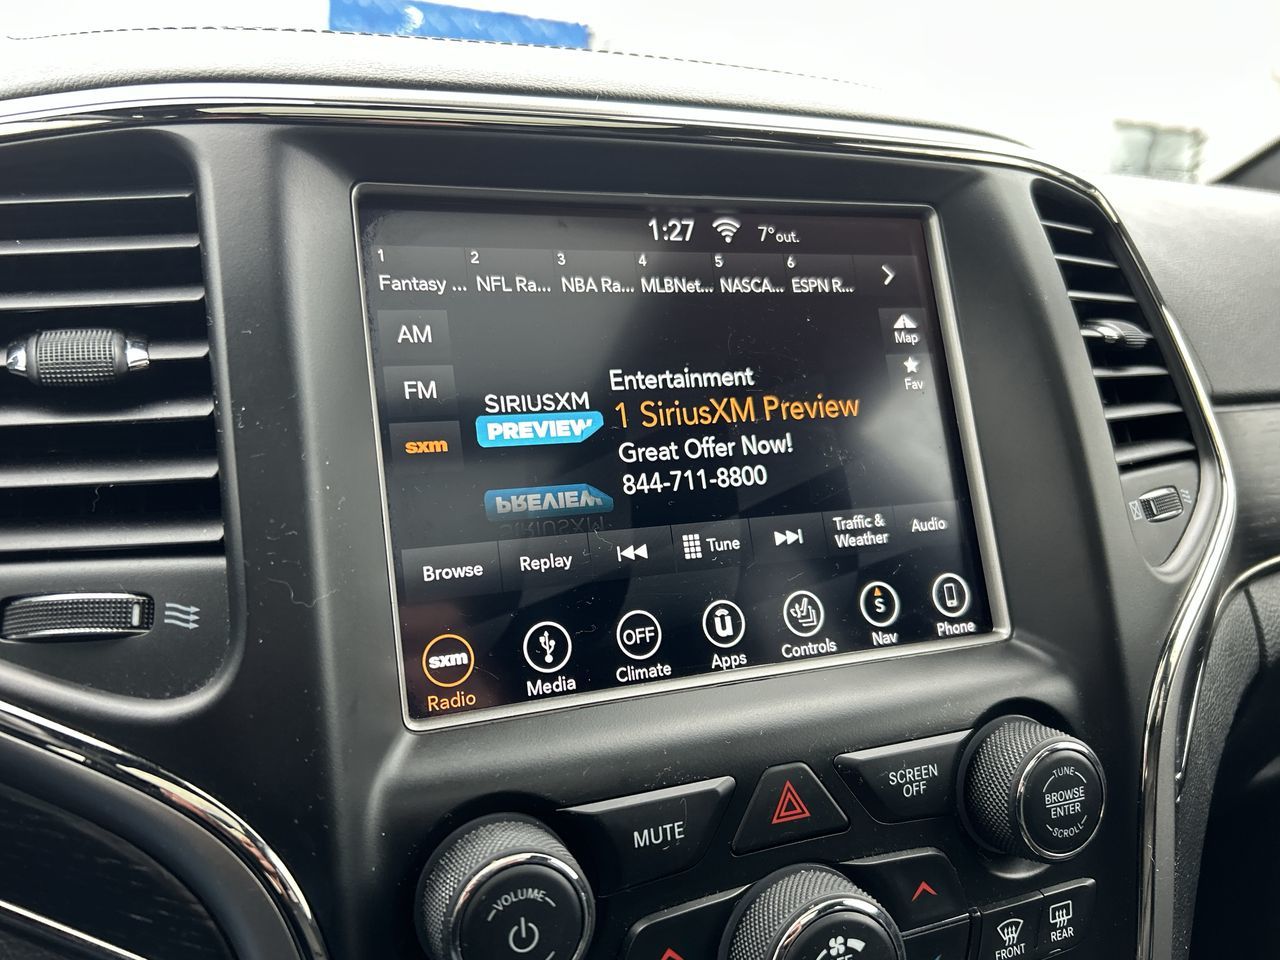 1:27 7°out.
1 2 3 4 5 6
Fantasy ... NFL Ra... NBA Ra... MLBNet... NASCA... ESPN R...
AM
Map
FM
Fav
sxm
SIRIUSXM
PREVIEW
Entertainment
1 SiriusXM Preview
Great Offer Now!
844-711-8800
PREVIEW
SIRIUSXM
Browse Replay Tune Traffic & Weather Audio
sxm OFF S
Radio Media Climate Apps Controls Nav Phone
MUTE
SCREEN
OFF
TUNE
BROWSE
ENTER
SCROLL
VOLUME
FRONT
REAR